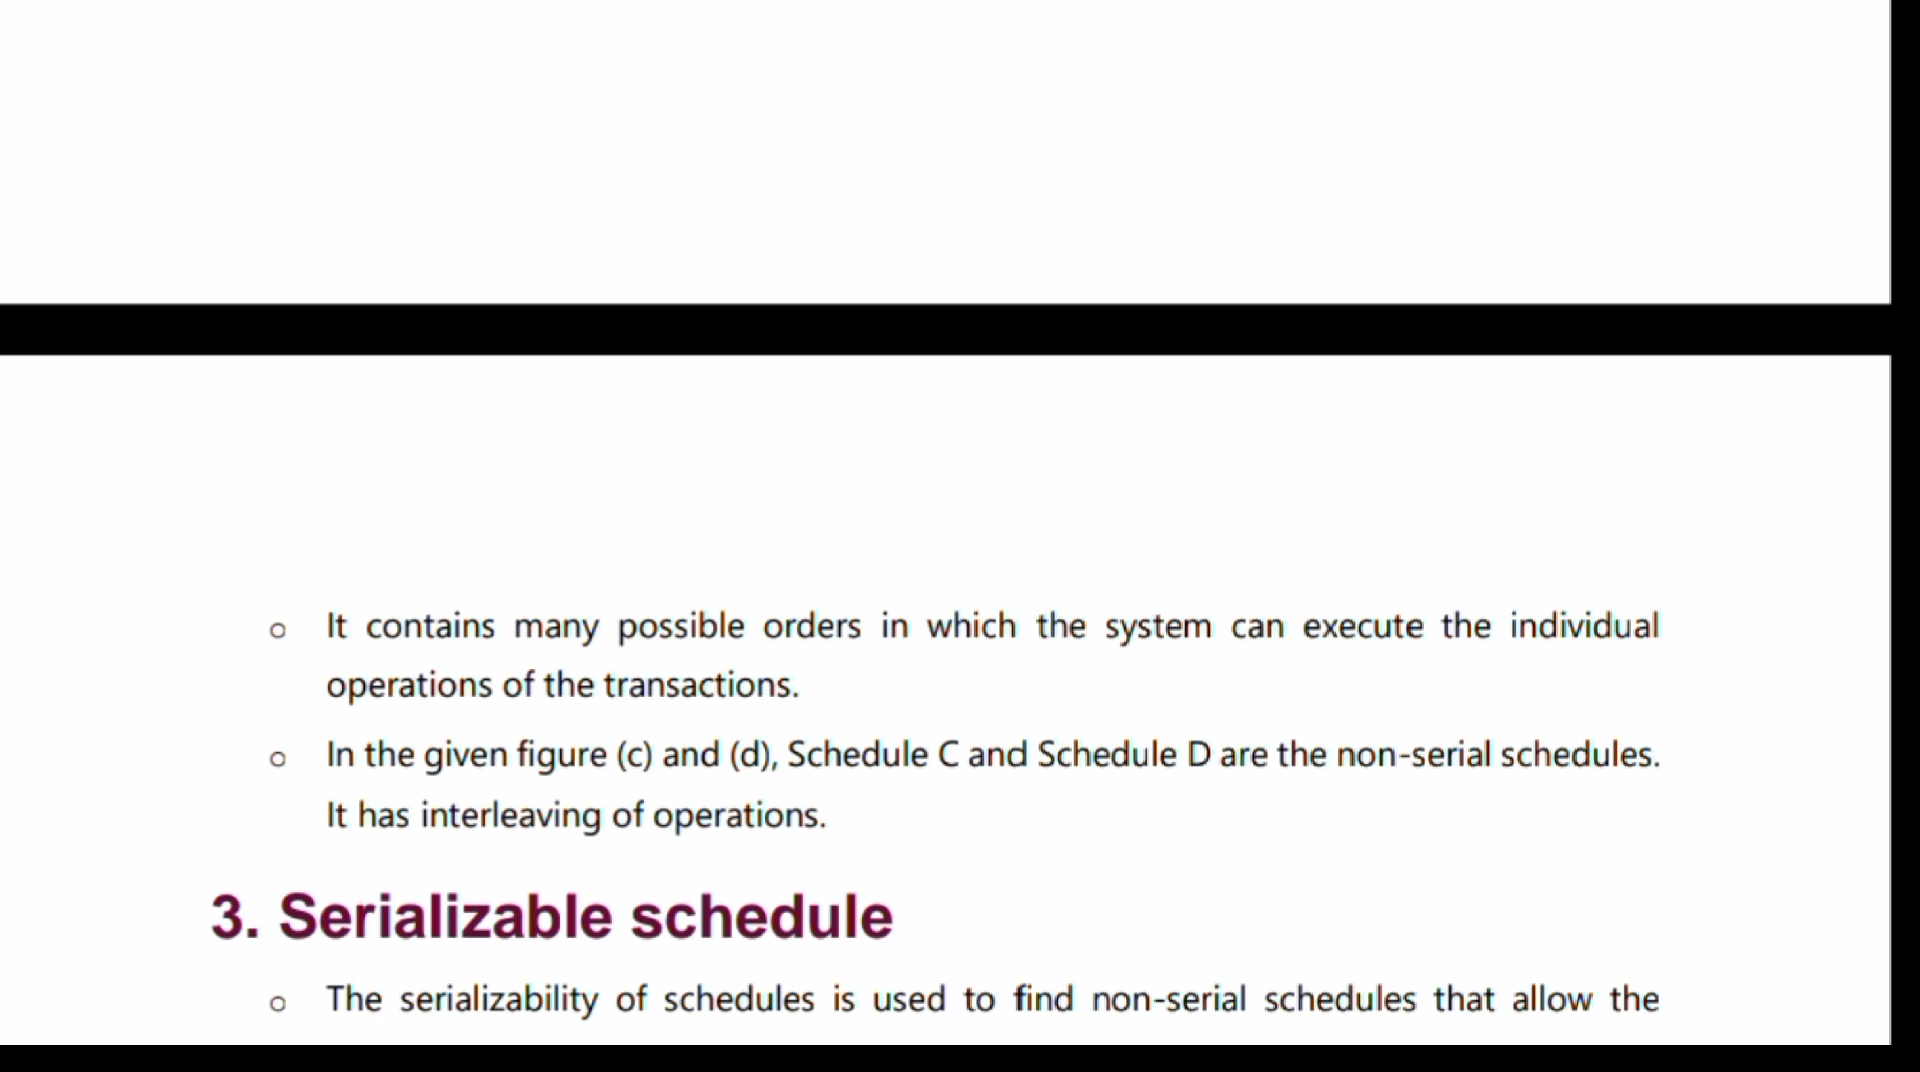 o It contains many possible orders in which the system can execute the individual
operations of the transactions.
o In the given figure (c) and (d), Schedule C and Schedule D are the non-serial schedules.
It has interleaving of operations.
3. Serializable schedule
o The serializability of schedules is used to find non-serial schedules that allow the